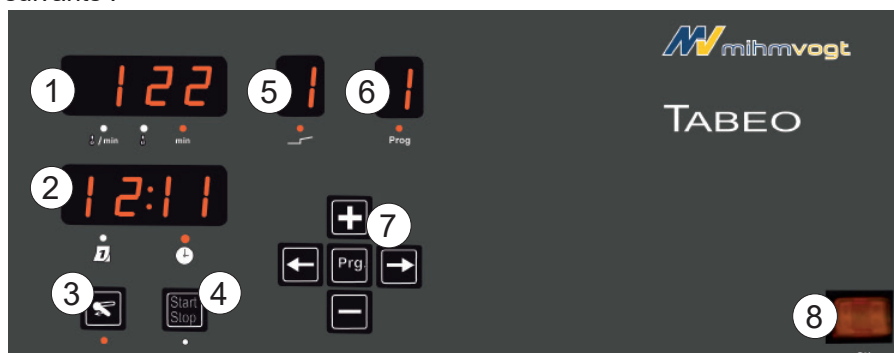 suivante :
mihmvogt
1 122
5 1
6 1
/min
min
Prog
TABEO
2 12:11
7
+
← Prg. →
−
3
4 Start
Stop
8